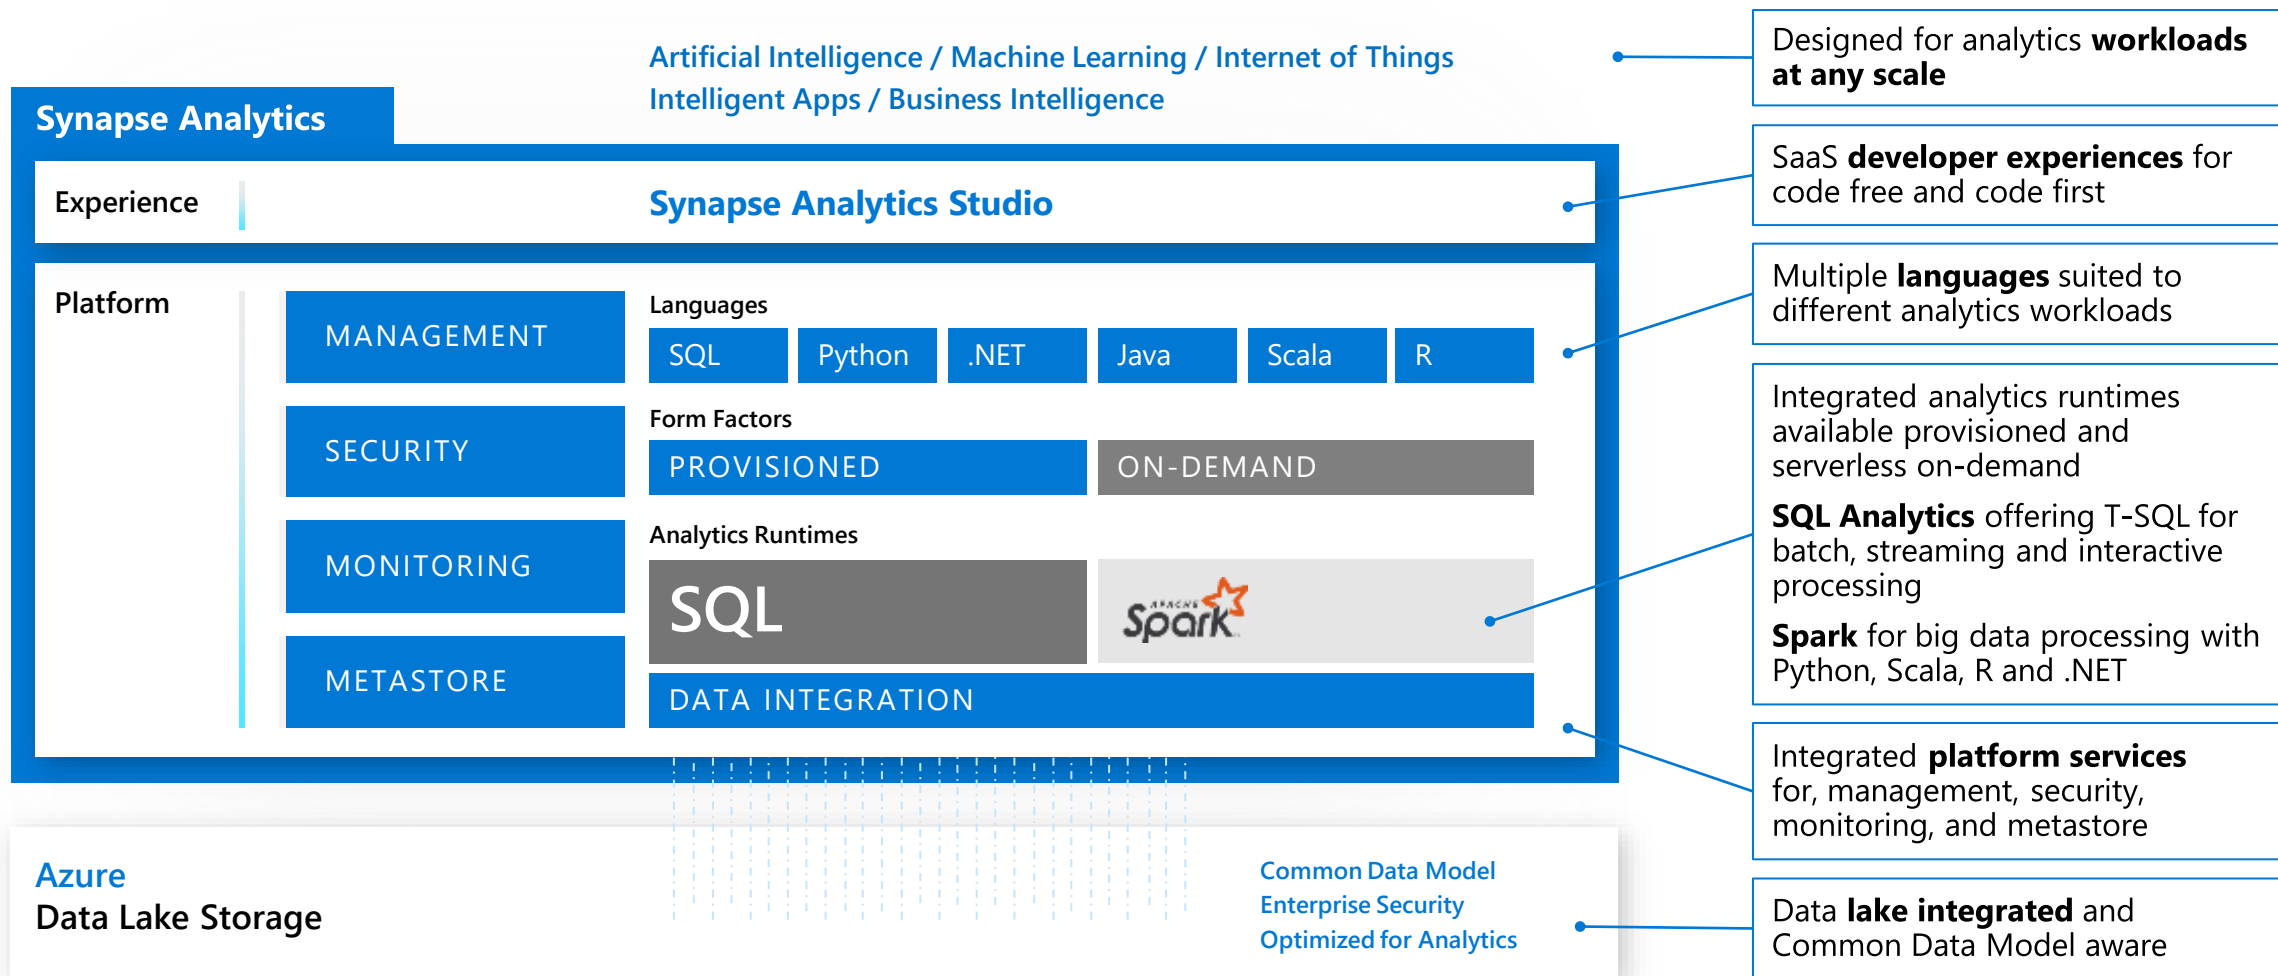 Artificial Intelligence / Machine Learning / Internet of Things
Intelligent Apps / Business Intelligence
Synapse Analytics
Experience
Synapse Analytics Studio
Platform
MANAGEMENT
SECURITY
MONITORING
METASTORE
Languages
SQL
Python
.NET
Java
Scala
R
Form Factors
PROVISIONED
ON-DEMAND
Analytics Runtimes
SQL
APACHE
Spark
DATA INTEGRATION
Azure
Data Lake Storage
Common Data Model
Enterprise Security
Optimized for Analytics
Designed for analytics workloads
at any scale
SaaS developer experiences for
code free and code first
Multiple languages suited to
different analytics workloads
Integrated analytics runtimes
available provisioned and
serverless on-demand
SQL Analytics offering T-SQL for
batch, streaming and interactive
processing
Spark for big data processing with
Python, Scala, R and .NET
Integrated platform services
for, management, security,
monitoring, and metastore
Data lake integrated and
Common Data Model aware